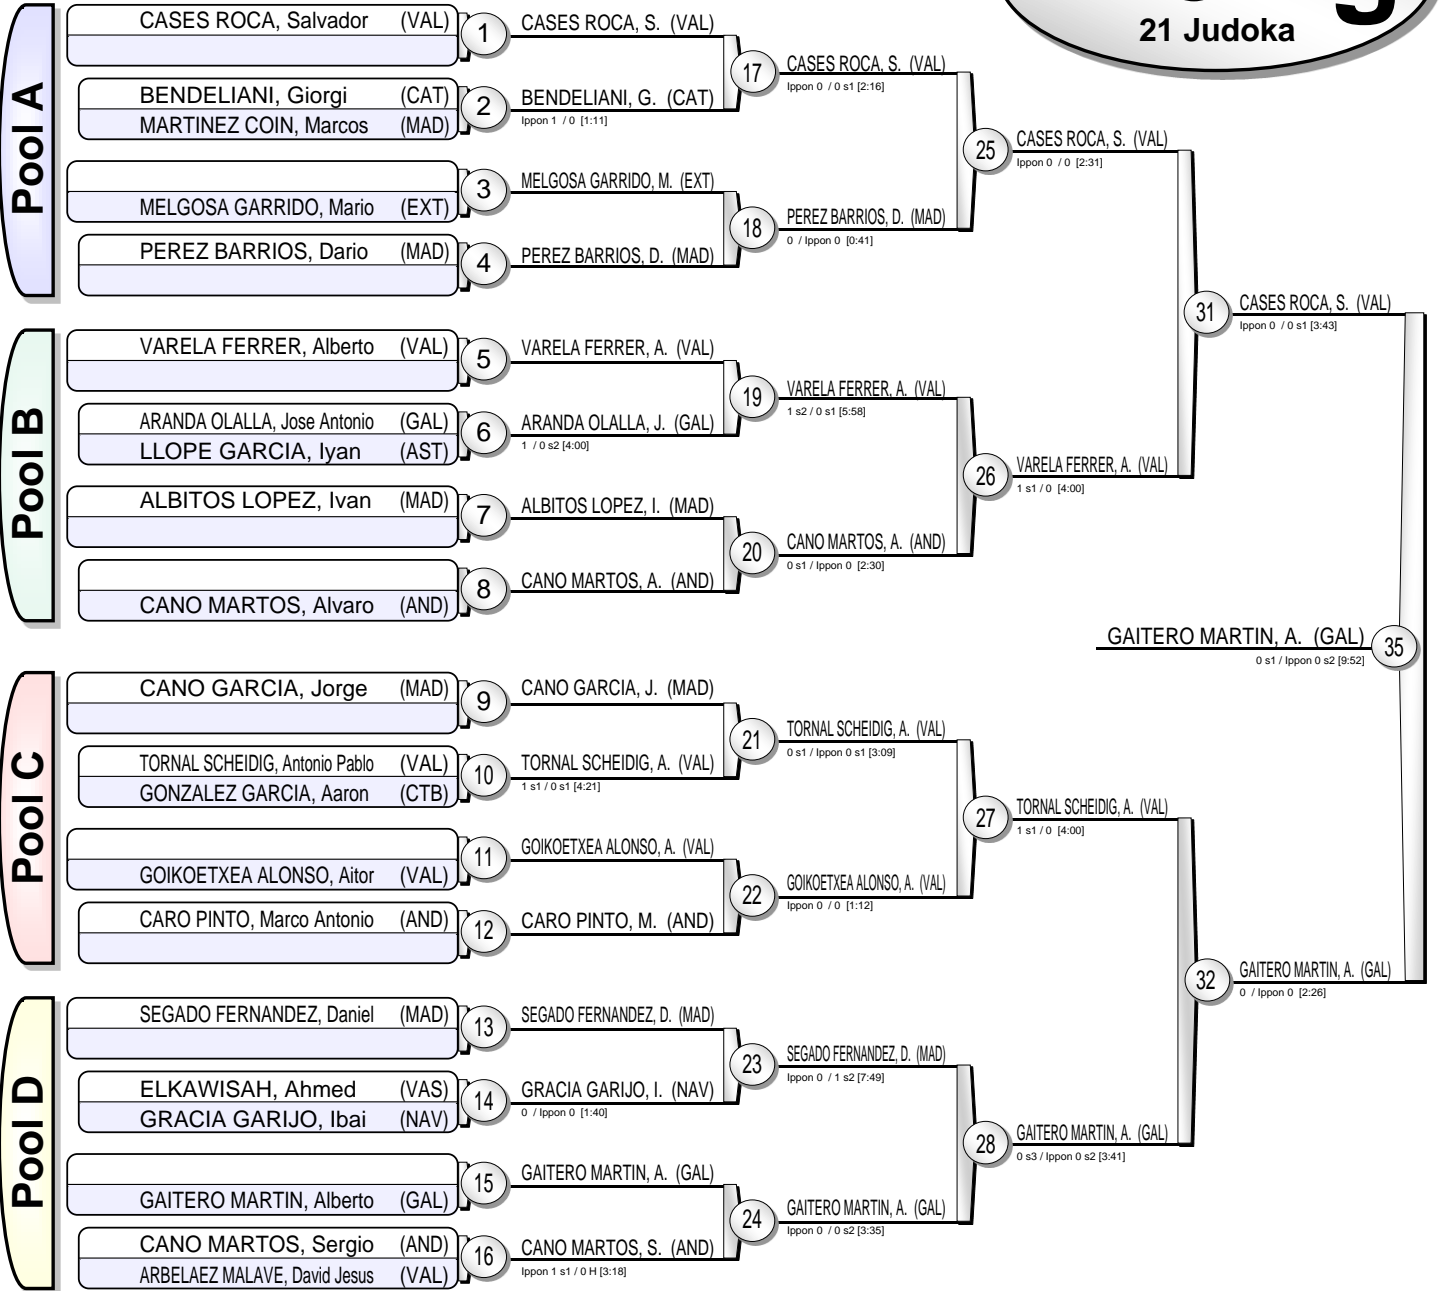 21 Judoka
Pool A
CASES ROCA, Salvador (VAL)
1
BENDELIANI, Giorgi (CAT)
MARTINEZ COIN, Marcos (MAD)
2
MELGOSA GARRIDO, Mario (EXT)
3
PEREZ BARRIOS, Dario (MAD)
4
CASES ROCA, S. (VAL)
BENDELIANI, G. (CAT)
Ippon 1 / 0 [1:11]
17
MELGOSA GARRIDO, M. (EXT)
PEREZ BARRIOS, D. (MAD)
18
CASES ROCA, S. (VAL)
Ippon 0 / 0 s1 [2:16]
PEREZ BARRIOS, D. (MAD)
0 / Ippon 0 [0:41]
25
CASES ROCA, S. (VAL)
Ippon 0 / 0 [2:31]
Pool B
VARELA FERRER, Alberto (VAL)
5
ARANDA OLALLA, Jose Antonio (GAL)
LLOPE GARCIA, Iyan (AST)
6
ALBITOS LOPEZ, Ivan (MAD)
7
CANO MARTOS, Alvaro (AND)
8
VARELA FERRER, A. (VAL)
ARANDA OLALLA, J. (GAL)
1 / 0 s2 [4:00]
19
ALBITOS LOPEZ, I. (MAD)
CANO MARTOS, A. (AND)
20
VARELA FERRER, A. (VAL)
1 s2 / 0 s1 [5:58]
CANO MARTOS, A. (AND)
0 s1 / Ippon 0 [2:30]
26
VARELA FERRER, A. (VAL)
1 s1 / 0 [4:00]
31
CASES ROCA, S. (VAL)
Ippon 0 / 0 s1 [3:43]
GAITERO MARTIN, A. (GAL)
0 s1 / Ippon 0 s2 [9:52]
35
Pool C
CANO GARCIA, Jorge (MAD)
9
TORNAL SCHEIDIG, Antonio Pablo (VAL)
GONZALEZ GARCIA, Aaron (CTB)
10
GOIKOETXEA ALONSO, Aitor (VAL)
11
CARO PINTO, Marco Antonio (AND)
12
CANO GARCIA, J. (MAD)
TORNAL SCHEIDIG, A. (VAL)
1 s1 / 0 s1 [4:21]
21
GOIKOETXEA ALONSO, A. (VAL)
CARO PINTO, M. (AND)
22
TORNAL SCHEIDIG, A. (VAL)
0 s1 / Ippon 0 s1 [3:09]
GOIKOETXEA ALONSO, A. (VAL)
Ippon 0 / 0 [1:12]
27
TORNAL SCHEIDIG, A. (VAL)
1 s1 / 0 [4:00]
Pool D
SEGADO FERNANDEZ, Daniel (MAD)
13
ELKAWISAH, Ahmed (VAS)
GRACIA GARIJO, Ibai (NAV)
14
GAITERO MARTIN, Alberto (GAL)
15
CANO MARTOS, Sergio (AND)
ARBELAEZ MALAVE, David Jesus (VAL)
16
SEGADO FERNANDEZ, D. (MAD)
GRACIA GARIJO, I. (NAV)
0 / Ippon 0 [1:40]
23
GAITERO MARTIN, A. (GAL)
CANO MARTOS, S. (AND)
Ippon 1 s1 / 0 H [3:18]
24
SEGADO FERNANDEZ, D. (MAD)
Ippon 0 / 1 s2 [7:49]
GAITERO MARTIN, A. (GAL)
Ippon 0 / 0 s2 [3:35]
28
GAITERO MARTIN, A. (GAL)
0 s3 / Ippon 0 s2 [3:41]
32
GAITERO MARTIN, A. (GAL)
0 / Ippon 0 [2:26]